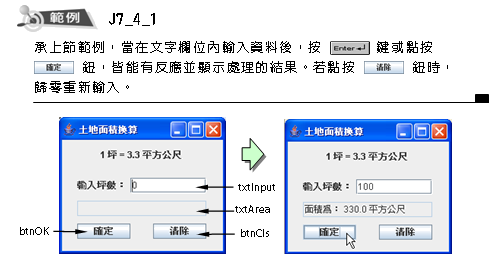 範例 J7_4_1
承上節範例，當在文字欄位內輸入資料後，按 Enter 鍵或點按
確定 鈕，皆能有反應並顯示處理的結果。若點按 清除 鈕時，
歸零重新輸入。
土地面積換算
1 坪 = 3.3 平方公尺
輸入坪數： 0
確定 清除
txtInput
txtArea
btnOK
btnCls
土地面積換算
1 坪 = 3.3 平方公尺
輸入坪數： 100
面積為： 330.0 平方公尺
確定 清除